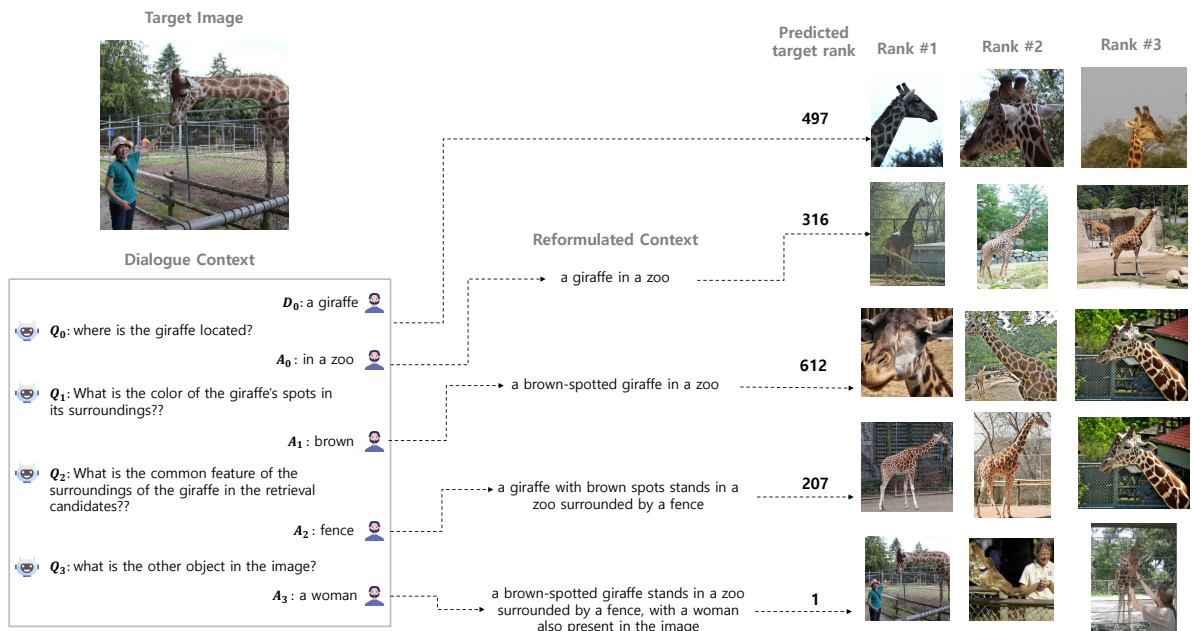 Target Image
Predicted
target rank
Rank #1
Rank #2
Rank #3
497
316
Reformulated Context
a giraffe in a zoo
Dialogue Context
D₀: a giraffe
Q₀: where is the giraffe located?
A₀ : in a zoo
Q₁: What is the color of the giraffe's spots in
its surroundings??
A₁ : brown
612
a brown-spotted giraffe in a zoo
Q₂: What is the common feature of the
surroundings of the giraffe in the retrieval
candidates??
A₂ : fence
207
a giraffe with brown spots stands in a
zoo surrounded by a fence
Q₃: what is the other object in the image?
A₃ : a woman
a brown-spotted giraffe stands in a zoo
surrounded by a fence, with a woman
also present in the image
1